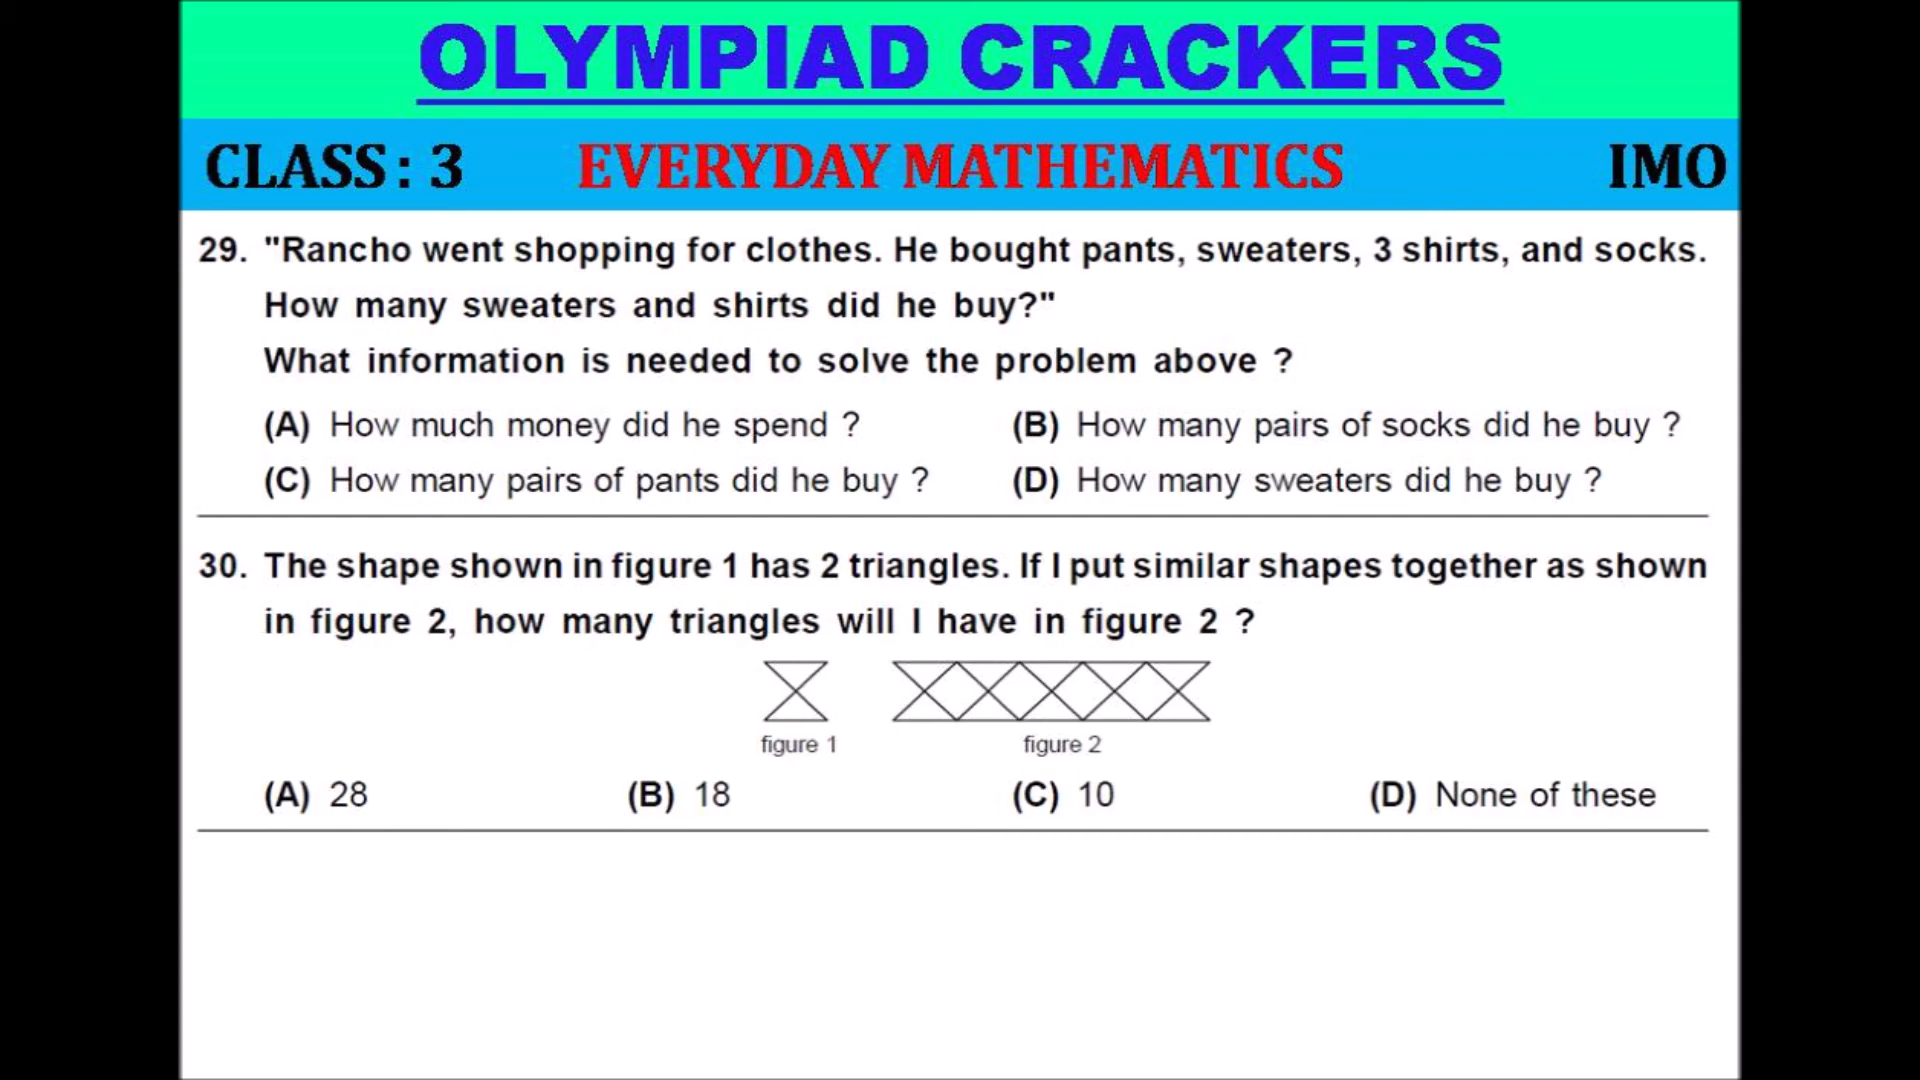 OLYMPIAD CRACKERS
CLASS : 3 EVERYDAY MATHEMATICS IMO
29. "Rancho went shopping for clothes. He bought pants, sweaters, 3 shirts, and socks.
How many sweaters and shirts did he buy?"
What information is needed to solve the problem above ?
(A) How much money did he spend ? (B) How many pairs of socks did he buy ?
(C) How many pairs of pants did he buy ? (D) How many sweaters did he buy ?
30. The shape shown in figure 1 has 2 triangles. If I put similar shapes together as shown
in figure 2, how many triangles will I have in figure 2 ?
figure 1 figure 2
(A) 28 (B) 18 (C) 10 (D) None of these